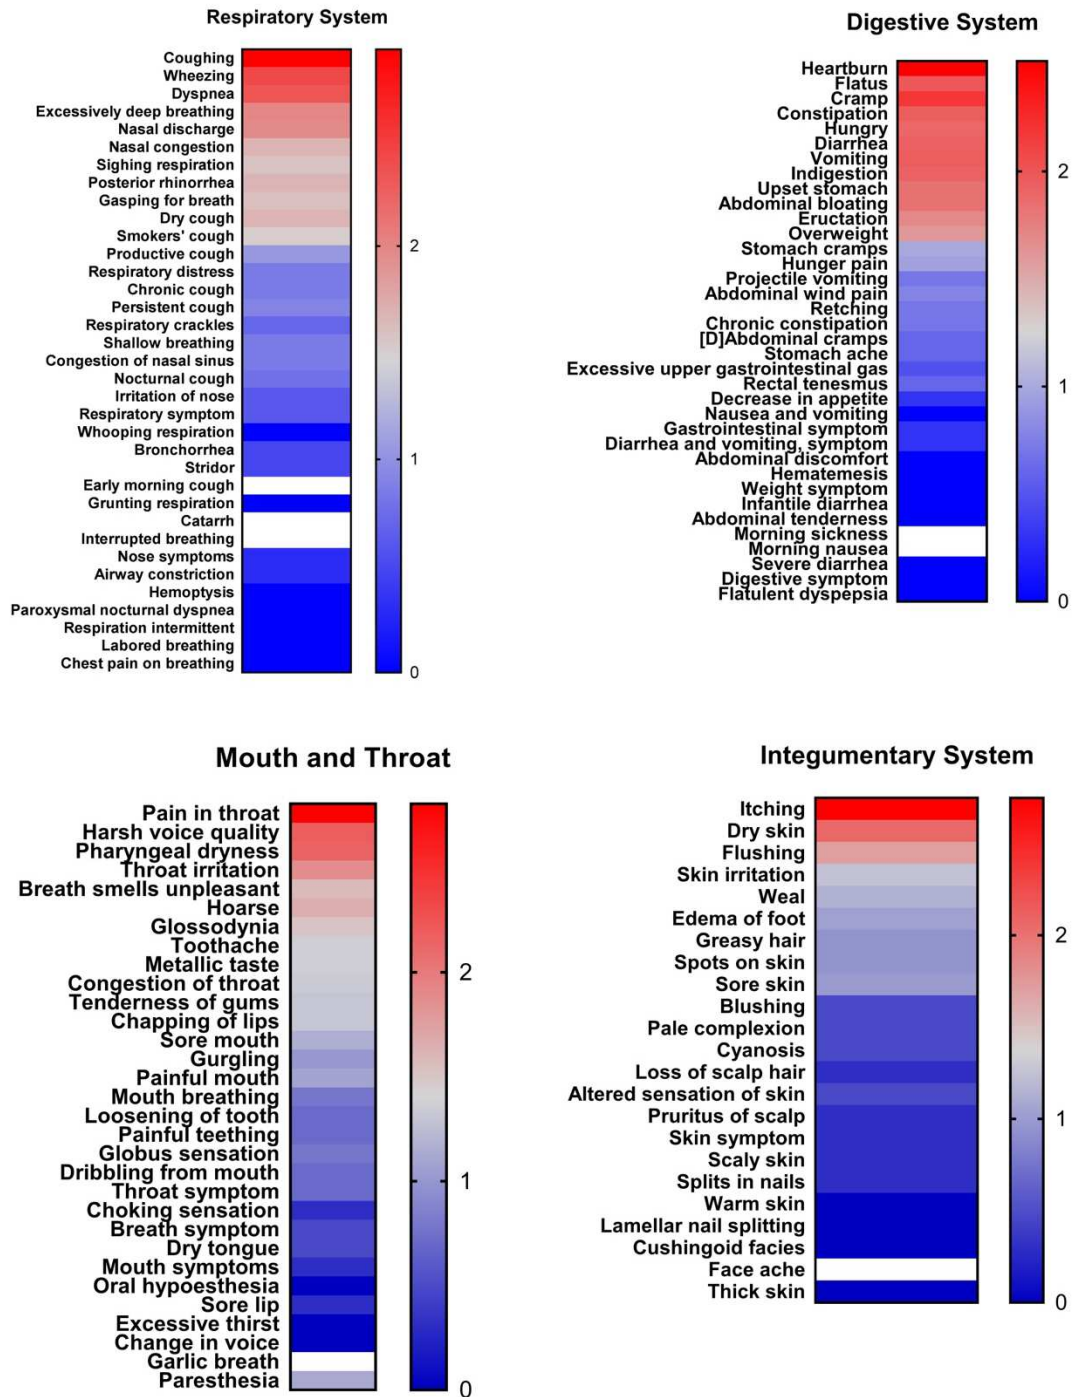 Respiratory System
Coughing
Wheezing
Dyspnea
Excessively deep breathing
Nasal discharge
Nasal congestion
Sighing respiration
Posterior rhinorrhea
Gasping for breath
Dry cough
Smokers' cough
Productive cough
Respiratory distress
Chronic cough
Persistent cough
Respiratory crackles
Shallow breathing
Congestion of nasal sinus
Nocturnal cough
Irritation of nose
Respiratory symptom
Whooping respiration
Bronchorrhea
Stridor
Early morning cough
Grunting respiration
Catarrh
Interrupted breathing
Nose symptoms
Airway constriction
Hemoptysis
Paroxysmal nocturnal dyspnea
Respiration intermittent
Labored breathing
Chest pain on breathing
2
1
0
Digestive System
Heartburn
Flatus
Cramp
Constipation
Hungry
Diarrhea
Vomiting
Indigestion
Upset stomach
Abdominal bloating
Eructation
Overweight
Stomach cramps
Hunger pain
Projectile vomiting
Abdominal wind pain
Retching
Chronic constipation
[D]Abdominal cramps
Stomach ache
Excessive upper gastrointestinal gas
Rectal tenesmus
Decrease in appetite
Nausea and vomiting
Gastrointestinal symptom
Diarrhea and vomiting, symptom
Abdominal discomfort
Hematemesis
Weight symptom
Infantile diarrhea
Abdominal tenderness
Morning sickness
Morning nausea
Severe diarrhea
Digestive symptom
Flatulent dyspepsia
2
1
0
Mouth and Throat
Pain in throat
Harsh voice quality
Pharyngeal dryness
Throat irritation
Breath smells unpleasant
Hoarse
Glossodynia
Toothache
Metallic taste
Congestion of throat
Tenderness of gums
Chapping of lips
Sore mouth
Gurgling
Painful mouth
Mouth breathing
Loosening of tooth
Painful teething
Globus sensation
Dribbling from mouth
Throat symptom
Choking sensation
Breath symptom
Dry tongue
Mouth symptoms
Oral hypoesthesia
Sore lip
Excessive thirst
Change in voice
Garlic breath
Paresthesia
2
1
0
Integumentary System
Itching
Dry skin
Flushing
Skin irritation
Weal
Edema of foot
Greasy hair
Spots on skin
Sore skin
Blushing
Pale complexion
Cyanosis
Loss of scalp hair
Altered sensation of skin
Pruritus of scalp
Skin symptom
Scaly skin
Splits in nails
Warm skin
Lamellar nail splitting
Cushingoid facies
Face ache
Thick skin
2
1
0